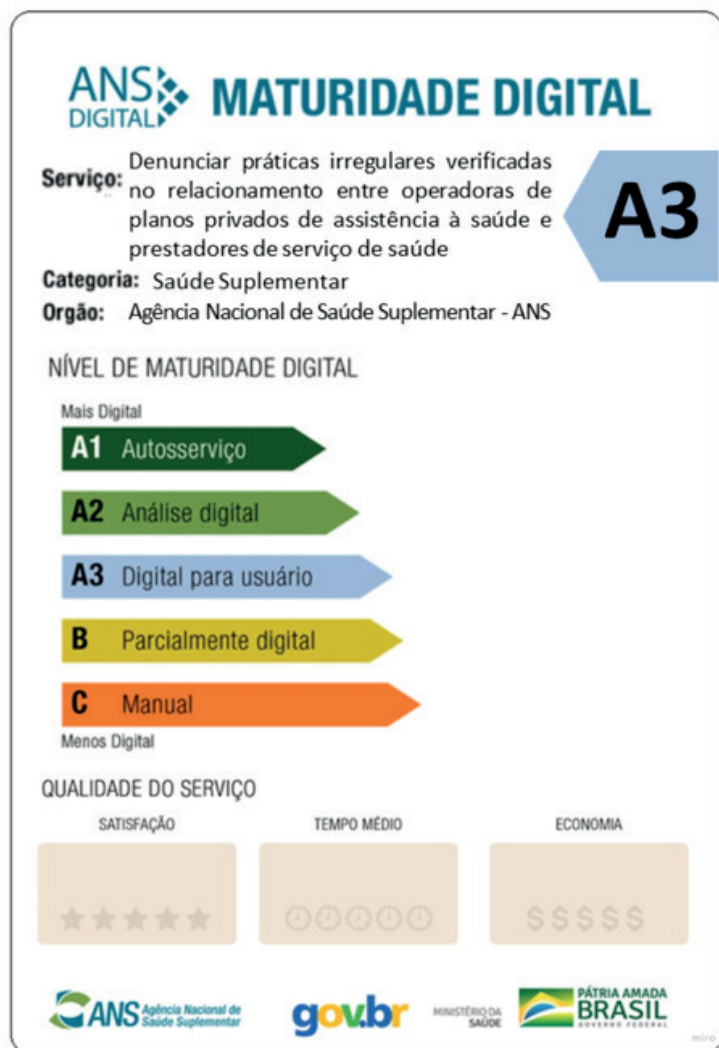 ANS
DIGITAL
MATURIDADE DIGITAL
Serviço: Denunciar práticas irregulares verificadas
no relacionamento entre operadoras de
planos privados de assistência à saúde e
prestadores de serviço de saúde
A3
Categoria: Saúde Suplementar
Orgão: Agência Nacional de Saúde Suplementar - ANS
NÍVEL DE MATURIDADE DIGITAL
Mais Digital
A1 Autosserviço
A2 Análise digital
A3 Digital para usuário
B Parcialmente digital
C Manual
Menos Digital
QUALIDADE DO SERVIÇO
SATISFAÇÃO TEMPO MÉDIO ECONOMIA
$$$$$
ANS Agência Nacional de
Saúde Suplementar
gov.br
MINISTÉRIO DA
SAÚDE
PÁTRIA AMADA
BRASIL
GOVERNO FEDERAL
miro